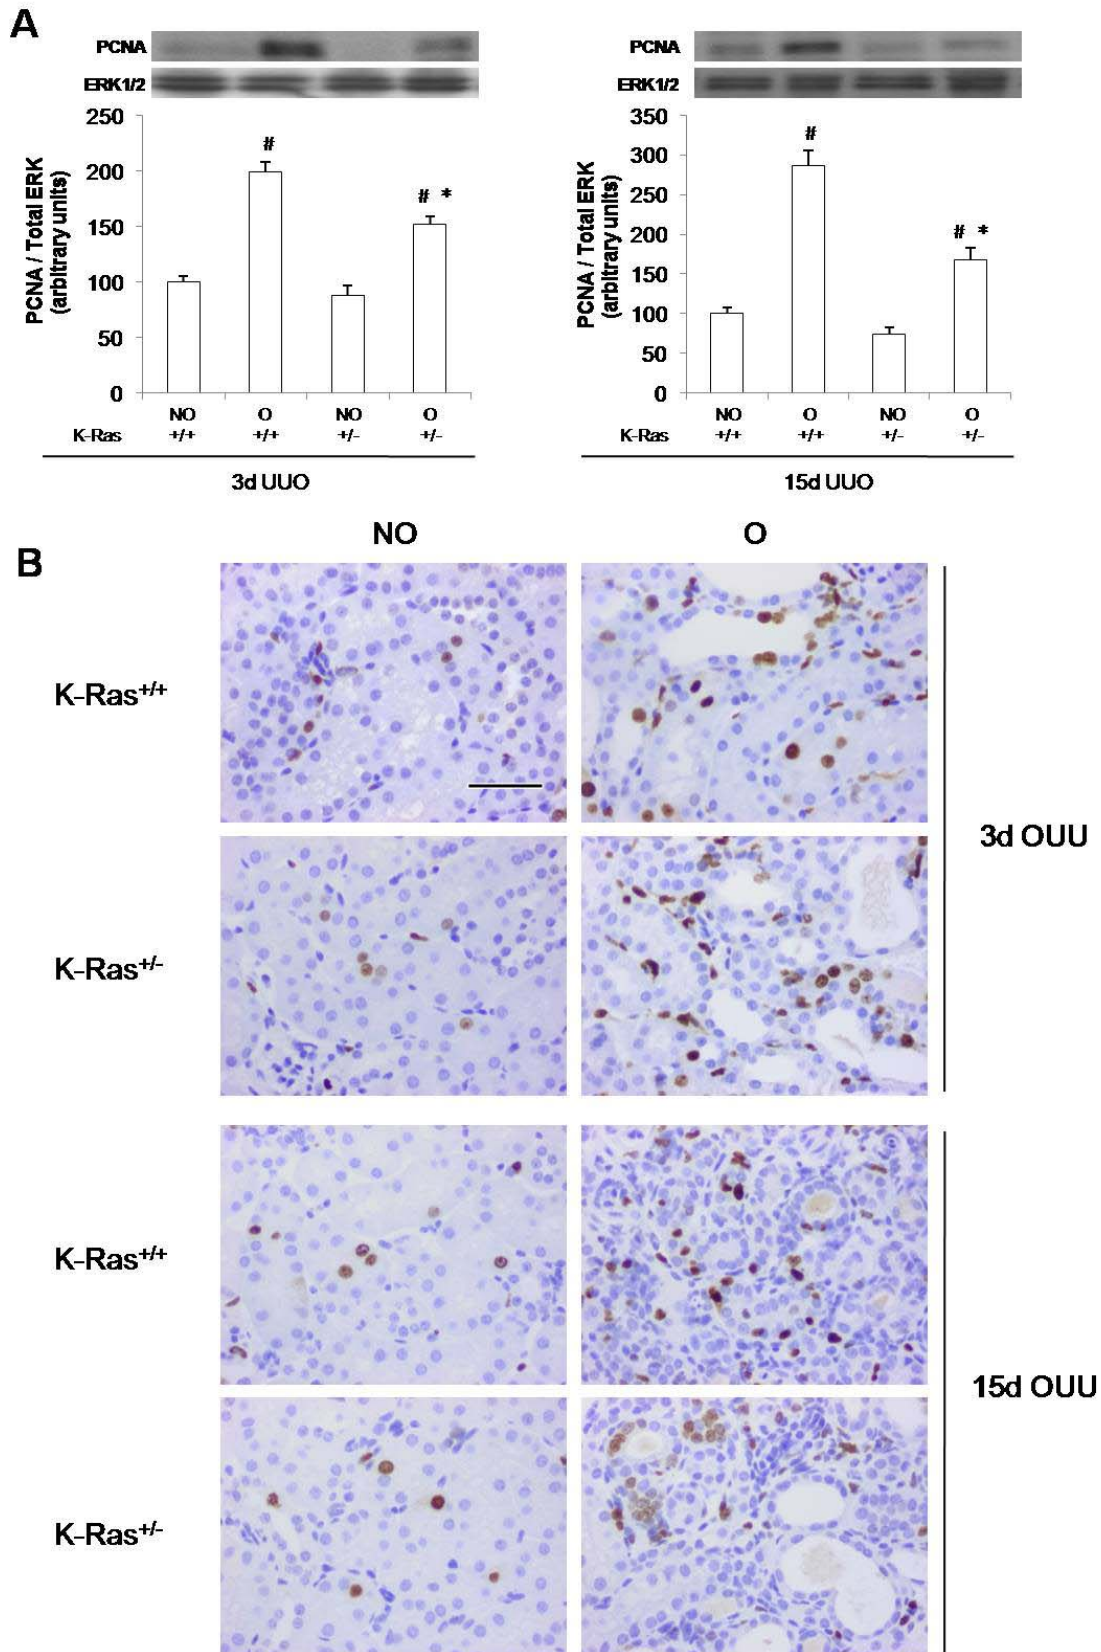 A
PCNA
ERK1/2
PCNA / Total ERK
(arbitrary units)
250
200
150
100
50
0
#
# *
NO O NO O
K-Ras +/+ +/+ +/- +/-
3d UUO
PCNA
ERK1/2
PCNA / Total ERK
(arbitrary units)
350
300
250
200
150
100
50
0
#
# *
NO O NO O
K-Ras +/+ +/+ +/- +/-
15d UUO
B
NO O
K-Ras+/+
K-Ras+/-
3d OUU
K-Ras+/+
K-Ras+/-
15d OUU